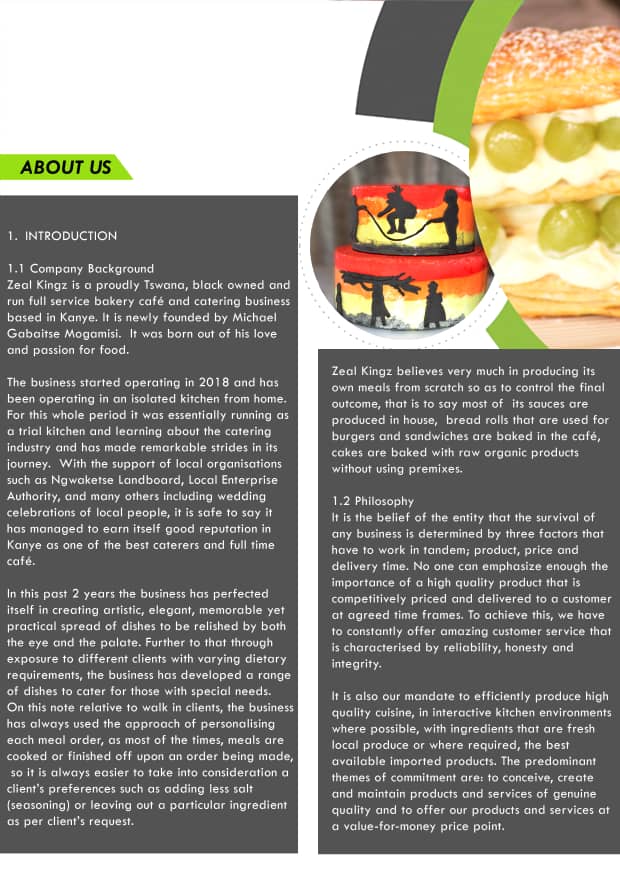 ABOUT US
1. INTRODUCTION
1.1 Company Background
Zeal Kingz is a proudly Tswana, black owned and
run full service bakery café and catering business
based in Kanye. It is newly founded by Michael
Gabaitse Mogamisi. It was born out of his love
and passion for food.
The business started operating in 2018 and has
been operating in an isolated kitchen from home.
For this whole period it was essentially running as
a trial kitchen and learning about the catering
industry and has made remarkable strides in its
journey. With the support of local organisations
such as Ngwaketse Landboard, Local Enterprise
Authority, and many others including wedding
celebrations of local people, it is safe to say it
has managed to earn itself good reputation in
Kanye as one of the best caterers and full time
café.
In this past 2 years the business has perfected
itself in creating artistic, elegant, memorable yet
practical spread of dishes to be relished by both
the eye and the palate. Further to that through
exposure to different clients with varying dietary
requirements, the business has developed a range
of dishes to cater for those with special needs.
On this note relative to walk in clients, the business
has always used the approach of personalising
each meal order, as most of the times, meals are
cooked or finished off upon an order being made,
so it is always easier to take into consideration a
client's preferences such as adding less salt
(seasoning) or leaving out a particular ingredient
as per client's request.
Zeal Kingz believes very much in producing its
own meals from scratch so as to control the final
outcome, that is to say most of its sauces are
produced in house, bread rolls that are used for
burgers and sandwiches are baked in the café,
cakes are baked with raw organic products
without using premixes.
1.2 Philosophy
It is the belief of the entity that the survival of
any business is determined by three factors that
have to work in tandem; product, price and
delivery time. No one can emphasize enough the
importance of a high quality product that is
competitively priced and delivered to a customer
at agreed time frames. To achieve this, we have
to constantly offer amazing customer service that
is characterised by reliability, honesty and
integrity.
It is also our mandate to efficiently produce high
quality cuisine, in interactive kitchen environments
where possible, with ingredients that are fresh
local produce or where required, the best
available imported products. The predominant
themes of commitment are: to conceive, create
and maintain products and services of genuine
quality and to offer our products and services at
a value-for-money price point.